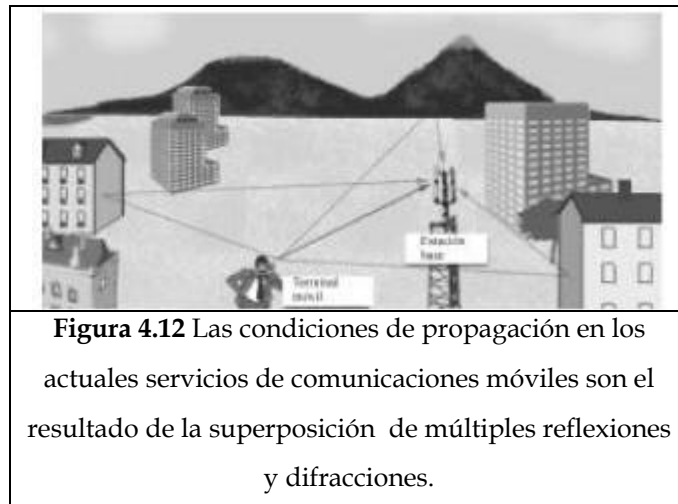 Estación
base
Terminal
móvil
Figura 4.12 Las condiciones de propagación en los
actuales servicios de comunicaciones móviles son el
resultado de la superposición de múltiples reflexiones
y difracciones.